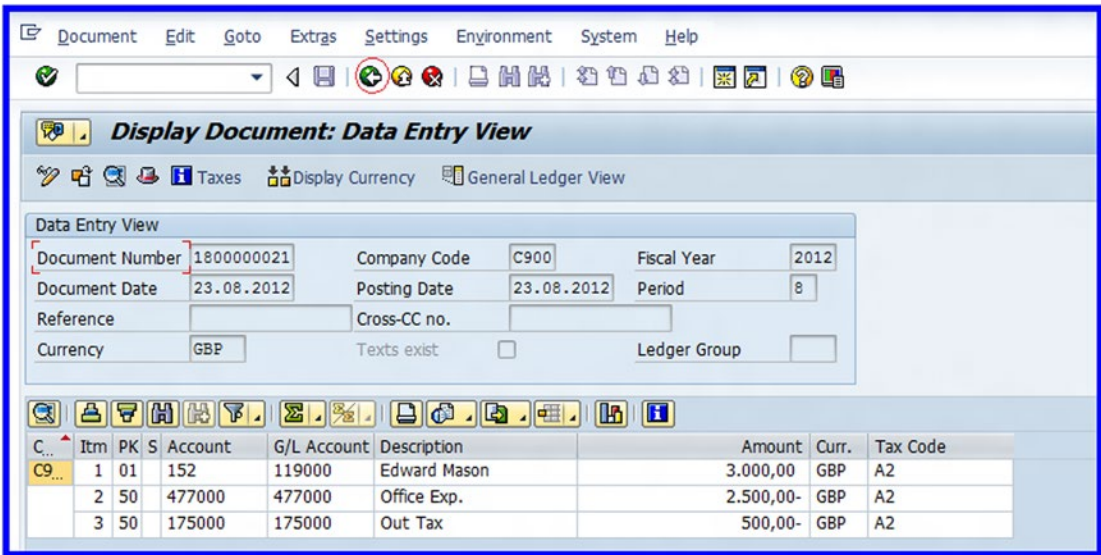 Document Edit Goto Extras Settings Environment System Help
Display Document: Data Entry View
Taxes Display Currency General Ledger View
Data Entry View
Document Number 1800000021 Company Code C900 Fiscal Year 2012
Document Date 23.08.2012 Posting Date 23.08.2012 Period 8
Reference Cross-CC no.
Currency GBP Texts exist Ledger Group
C... Itm PK S Account G/L Account Description Amount Curr. Tax Code
C9... 1 01 152 119000 Edward Mason 3.000,00 GBP A2
2 50 477000 477000 Office Exp. 2.500,00- GBP A2
3 50 175000 175000 Out Tax 500,00- GBP A2